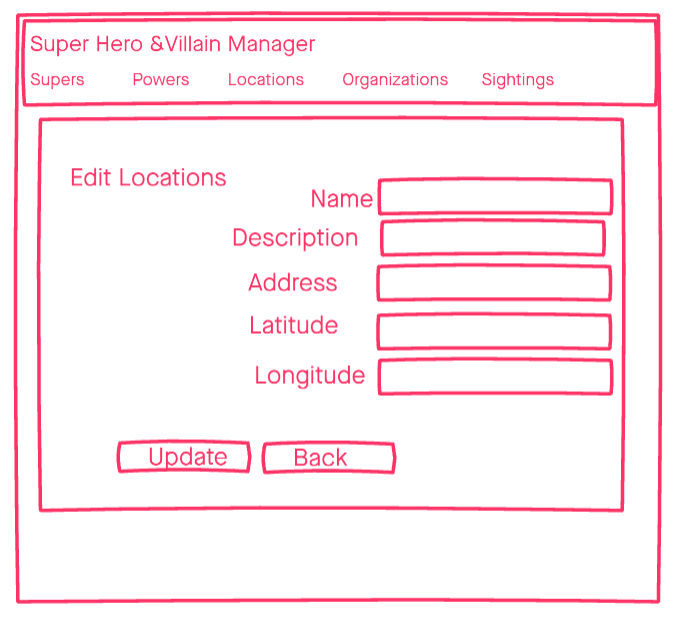 Super Hero &Villain Manager
Supers Powers Locations Organizations Sightings
Edit Locations
Name
Description
Address
Latitude
Longitude
Update Back